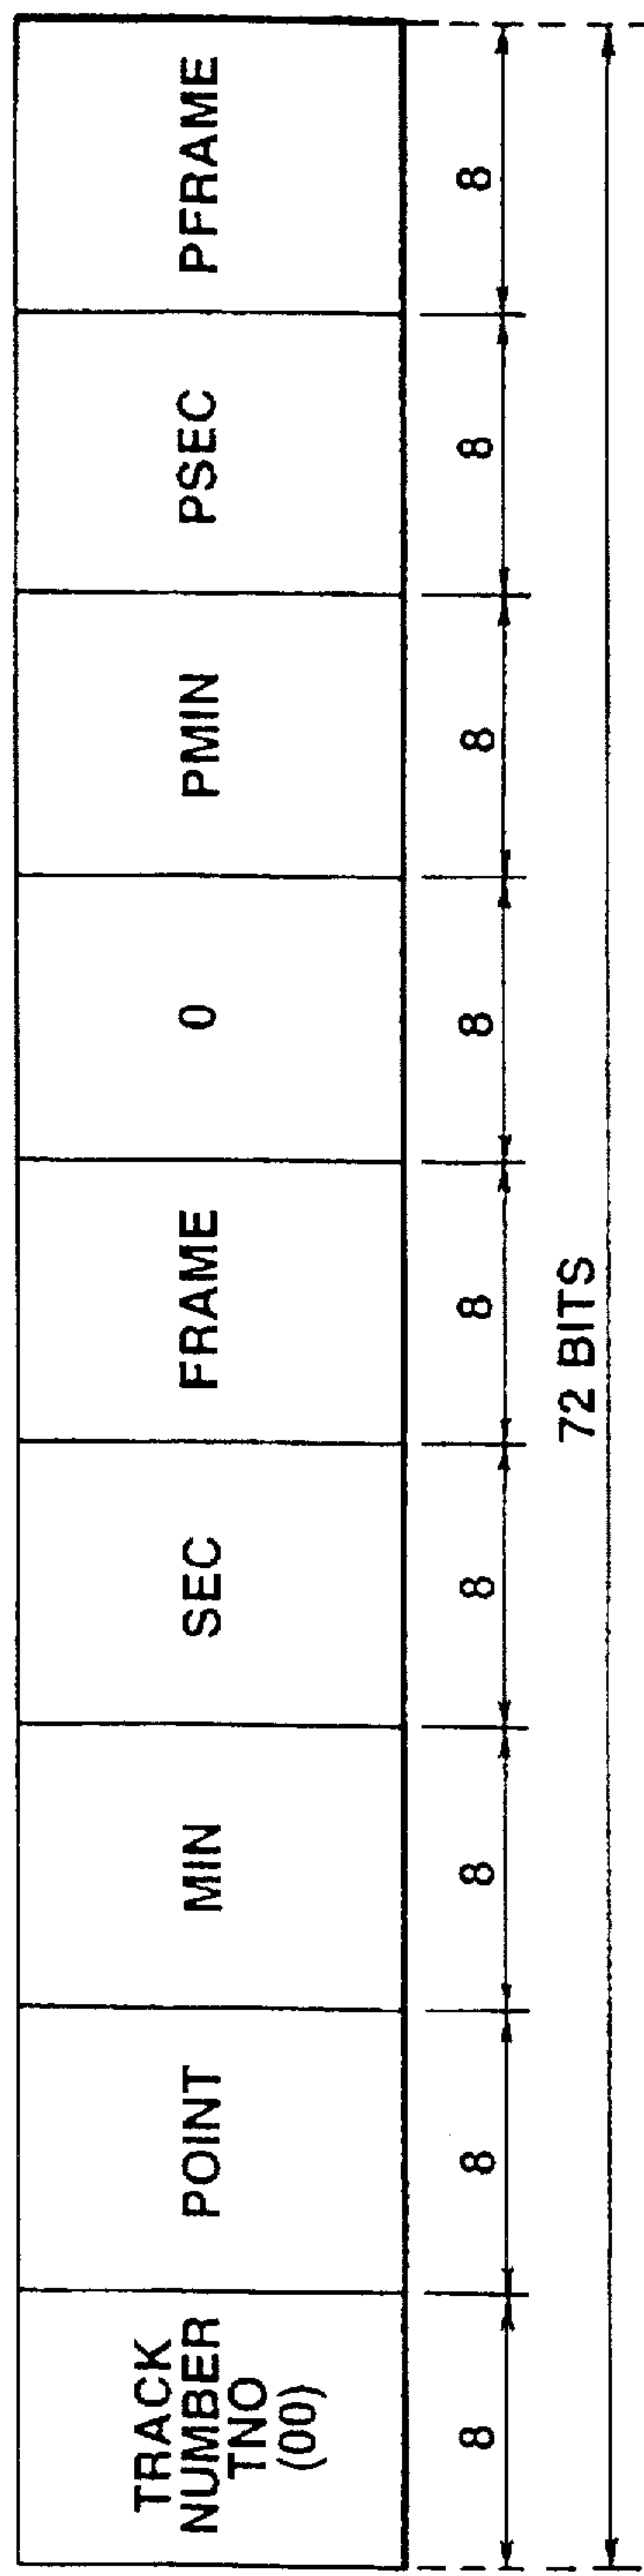 TRACK
NUMBER
TNO
(00)
POINT
MIN
SEC
FRAME
0
PMIN
PSEC
PFRAME
8
8
8
8
8
8
8
8
8
72 BITS